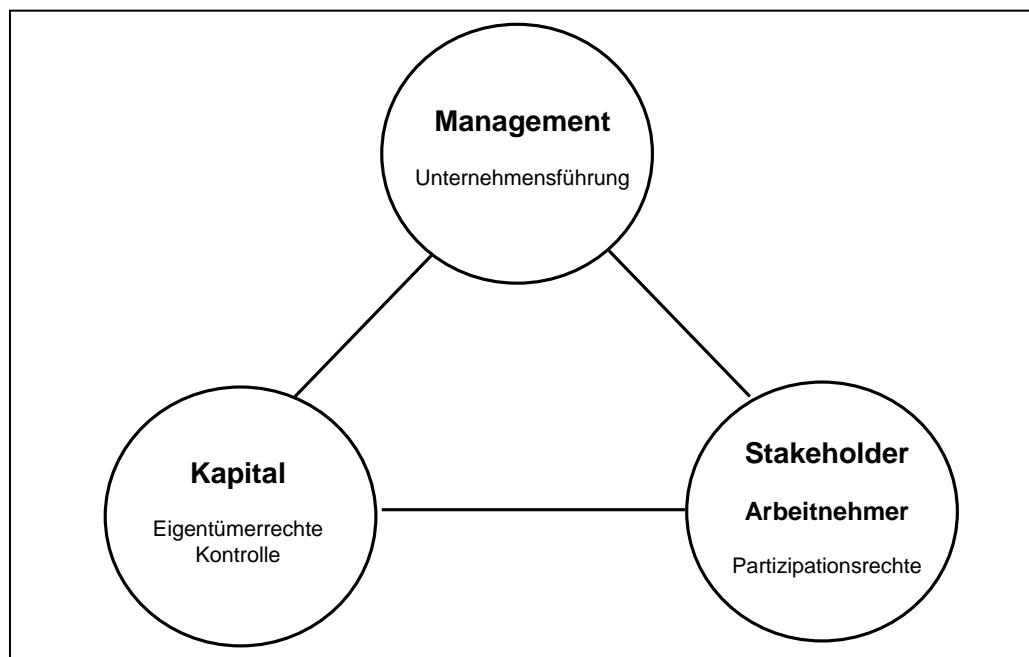 Management
Unternehmensführung
Kapital
Eigentümerrechte
Kontrolle
Stakeholder
Arbeitnehmer
Partizipationsrechte